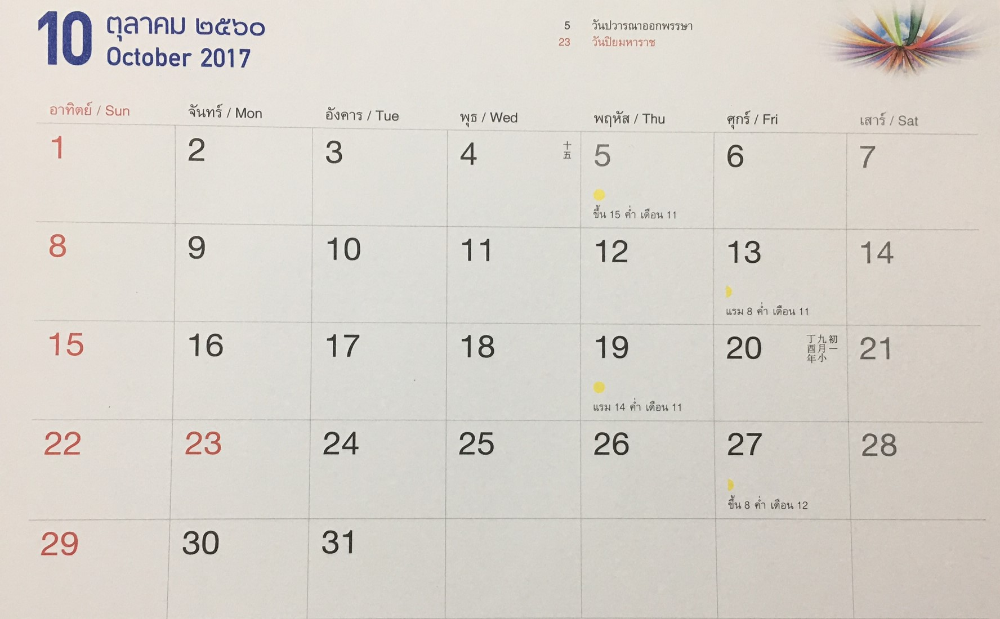 10
ตุลาคม ๒๕๖๐
October 2017
5 วันปวารณาออกพรรษา
23 วันปิยมหาราช
อาทิตย์ / Sun จันทร์ / Mon อังคาร / Tue พุธ / Wed พฤหัส / Thu ศุกร์ / Fri เสาร์ / Sat
1 2 3 4 十五 5 6 7
ขึ้น 15 ค่ำ เดือน 11
8 9 10 11 12 13 14
แรม 8 ค่ำ เดือน 11
15 16 17 18 19 20 初一 九月小 丁酉年 21
แรม 14 ค่ำ เดือน 11
22 23 24 25 26 27 28
ขึ้น 8 ค่ำ เดือน 12
29 30 31